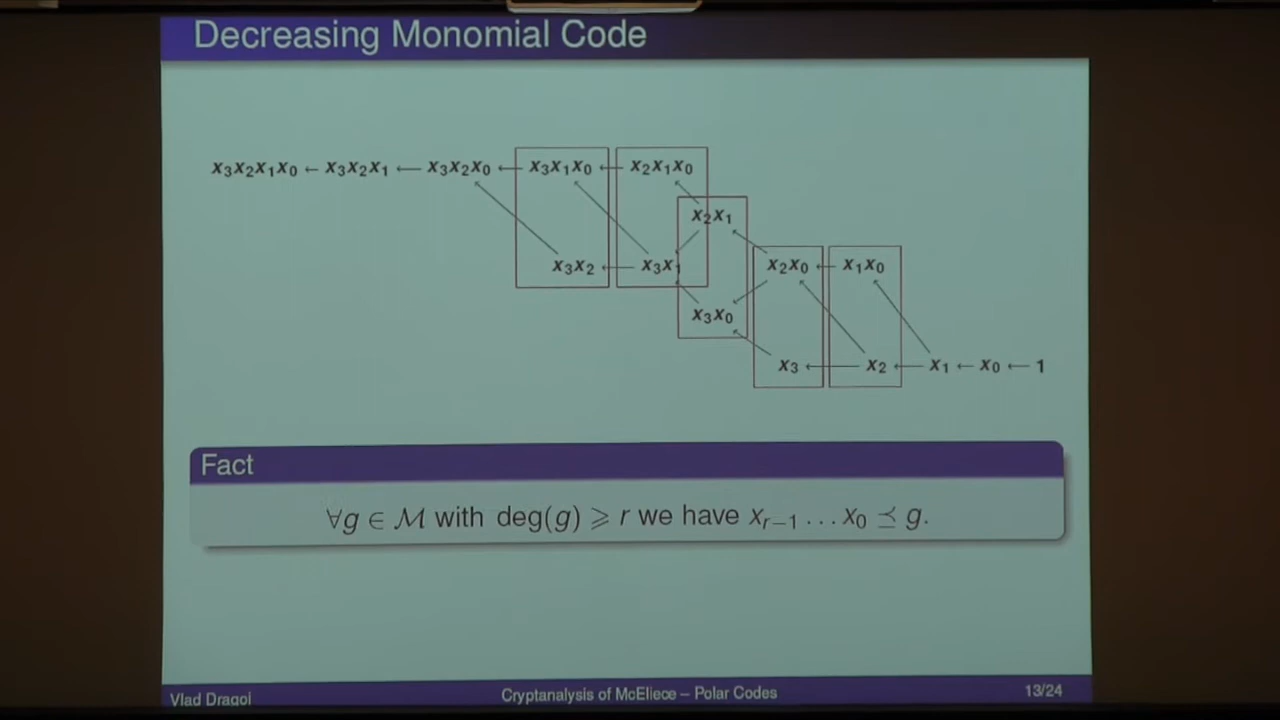 Decreasing Monomial Code
x₃x₂x₁x₀ ← x₃x₂x₁ ← x₃x₂x₀ ← x₃x₁x₀ ← x₂x₁x₀
x₂x₁
x₃x₂ ← x₃x₁ x₂x₀ ← x₁x₀
x₃x₀
x₃ ← x₂ ← x₁ ← x₀ ← 1
Fact
∀g ∈ ℳ with deg(g) ⩾ r we have xᵣ₋₁ … x₀ ⪯ g.
Vlad Dragoi Cryptanalysis of McEliece – Polar Codes 13/24